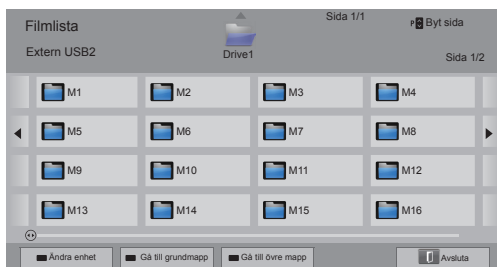 Filmlista
Sida 1/1
P Byt sida
Extern USB2
Drive1
Sida 1/2
M1 M2 M3 M4
M5 M6 M7 M8
M9 M10 M11 M12
M13 M14 M15 M16
Ändra enhet
Gå till grundmapp
Gå till övre mapp
Avsluta